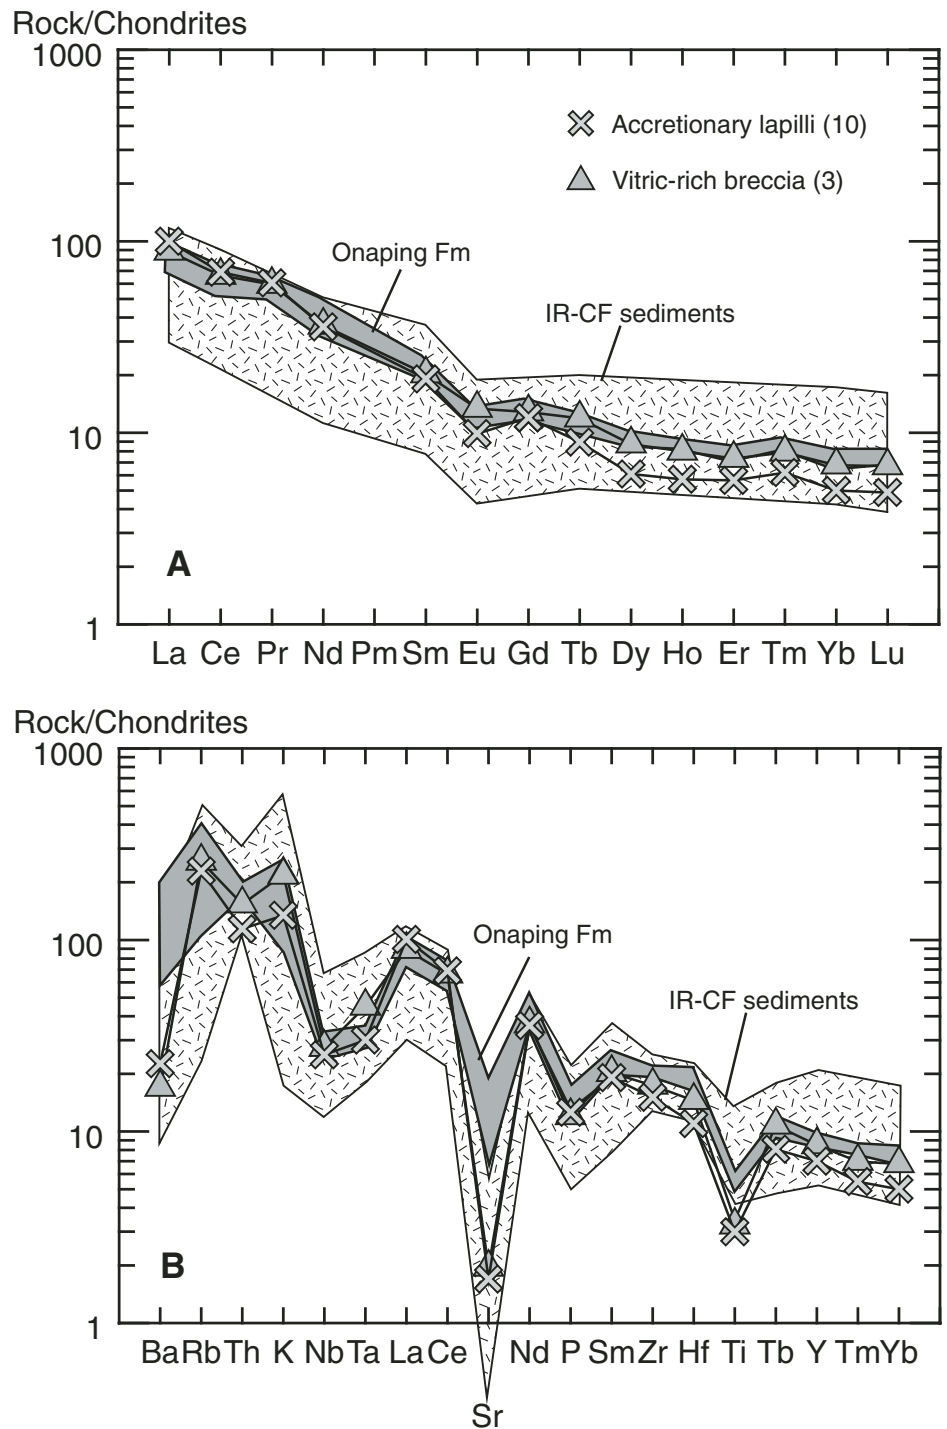 Rock/Chondrites
1000
Accretionary lapilli (10)
Vitric-rich breccia (3)
100
Onaping Fm
IR-CF sediments
10
A
1
La Ce Pr Nd Pm Sm Eu Gd Tb Dy Ho Er Tm Yb Lu
Rock/Chondrites
1000
100
Onaping Fm
IR-CF sediments
10
B
1
Ba Rb Th K Nb Ta La Ce Nd P Sm Zr Hf Ti Tb Y Tm Yb
Sr